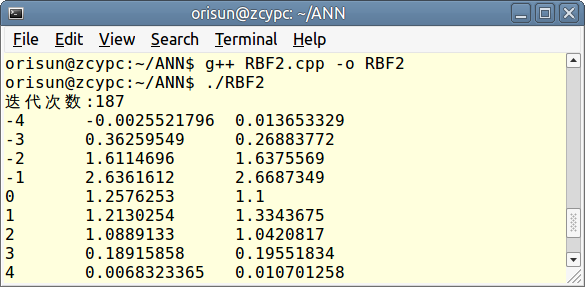 orisun@zcypc: ~/ANN
File Edit View Search Terminal Help
orisun@zcypc:~/ANN$ g++ RBF2.cpp -o RBF2
orisun@zcypc:~/ANN$ ./RBF2
迭代次数:187
-4 -0.0025521796 0.013653329
-3 0.36259549 0.26883772
-2 1.6114696 1.6375569
-1 2.6361612 2.6687349
0 1.2576253 1.1
1 1.2130254 1.3343675
2 1.0889133 1.0420817
3 0.18915858 0.19551834
4 0.0068323365 0.010701258